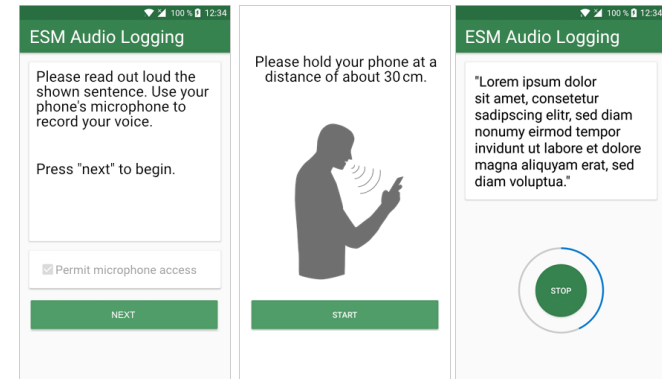 100 % 12:34
ESM Audio Logging
Please read out loud the
shown sentence. Use your
phone's microphone to
record your voice.
Press "next" to begin.
Permit microphone access
NEXT
Please hold your phone at a
distance of about 30 cm.
START
100 % 12:34
ESM Audio Logging
"Lorem ipsum dolor
sit amet, consetetur
sadipscing elitr, sed diam
nonumy eirmod tempor
invidunt ut labore et dolore
magna aliquyam erat, sed
diam voluptua."
STOP